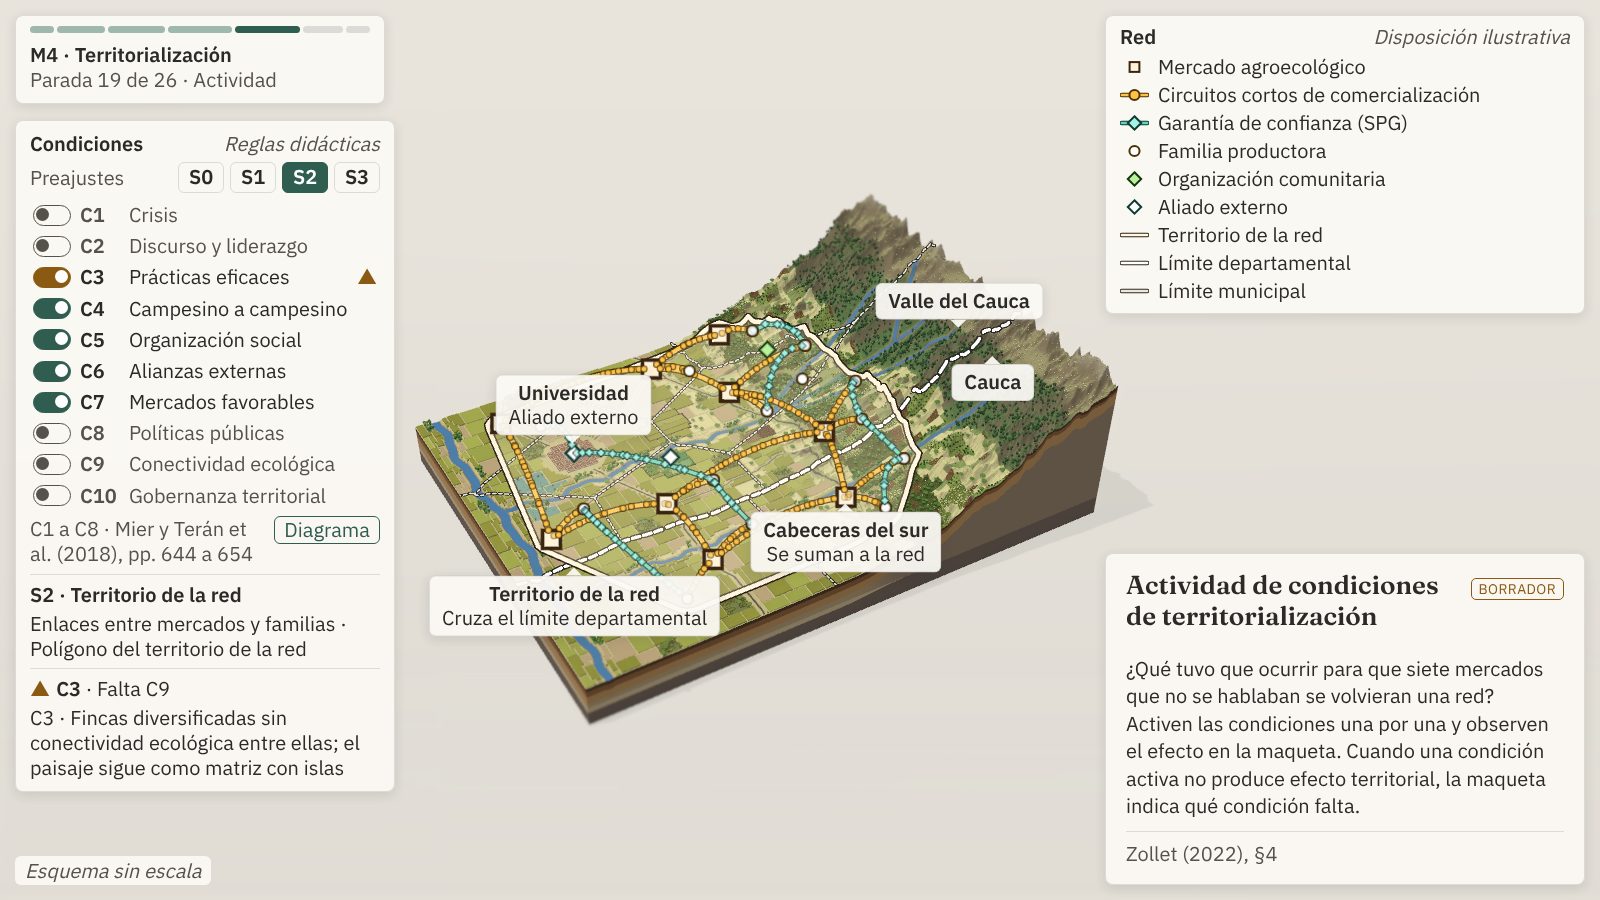 M4 · Territorialización
Parada 19 de 26 · Actividad
Condiciones
Reglas didácticas
Preajustes
S0
S1
S2
S3
C1 Crisis
C2 Discurso y liderazgo
C3 Prácticas eficaces
C4 Campesino a campesino
C5 Organización social
C6 Alianzas externas
C7 Mercados favorables
C8 Políticas públicas
C9 Conectividad ecológica
C10 Gobernanza territorial
C1 a C8 · Mier y Terán et
al. (2018), pp. 644 a 654
Diagrama
S2 · Territorio de la red
Enlaces entre mercados y familias ·
Polígono del territorio de la red
C3 · Falta C9
C3 · Fincas diversificadas sin
conectividad ecológica entre ellas; el
paisaje sigue como matriz con islas
Esquema sin escala
Valle del Cauca
Cauca
Universidad
Aliado externo
Cabeceras del sur
Se suman a la red
Territorio de la red
Cruza el límite departamental
Red
Disposición ilustrativa
Mercado agroecológico
Circuitos cortos de comercialización
Garantía de confianza (SPG)
Familia productora
Organización comunitaria
Aliado externo
Territorio de la red
Límite departamental
Límite municipal
Actividad de condiciones
de territorialización
BORRADOR
¿Qué tuvo que ocurrir para que siete mercados
que no se hablaban se volvieran una red?
Activen las condiciones una por una y observen
el efecto en la maqueta. Cuando una condición
activa no produce efecto territorial, la maqueta
indica qué condición falta.
Zollet (2022), §4